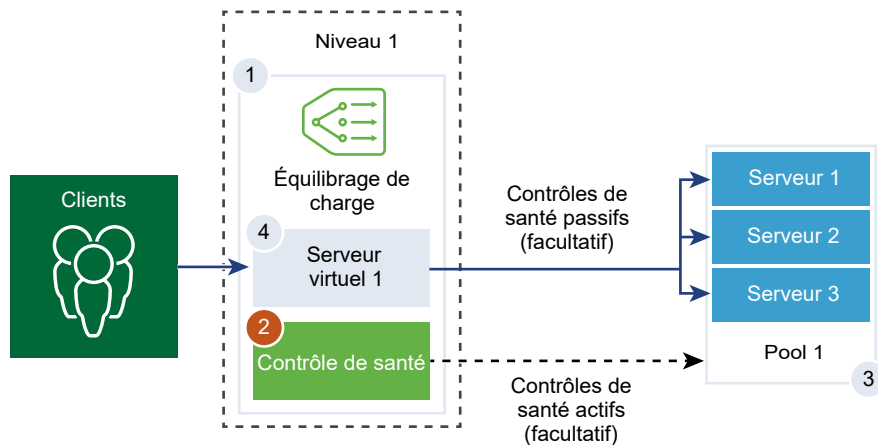 Niveau 1
1
Équilibrage de
charge
Clients
4
Serveur
virtuel 1
2
Contrôle de santé
Contrôles de
santé passifs
(facultatif)
Contrôles de
santé actifs
(facultatif)
Serveur 1
Serveur 2
Serveur 3
Pool 1
3